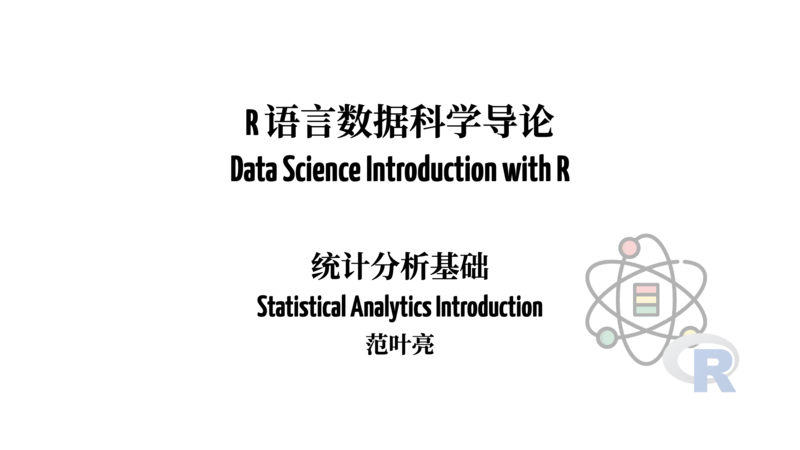 R 语言数据科学导论
Data Science Introduction with R
统计分析基础
Statistical Analytics Introduction
范叶亮
R